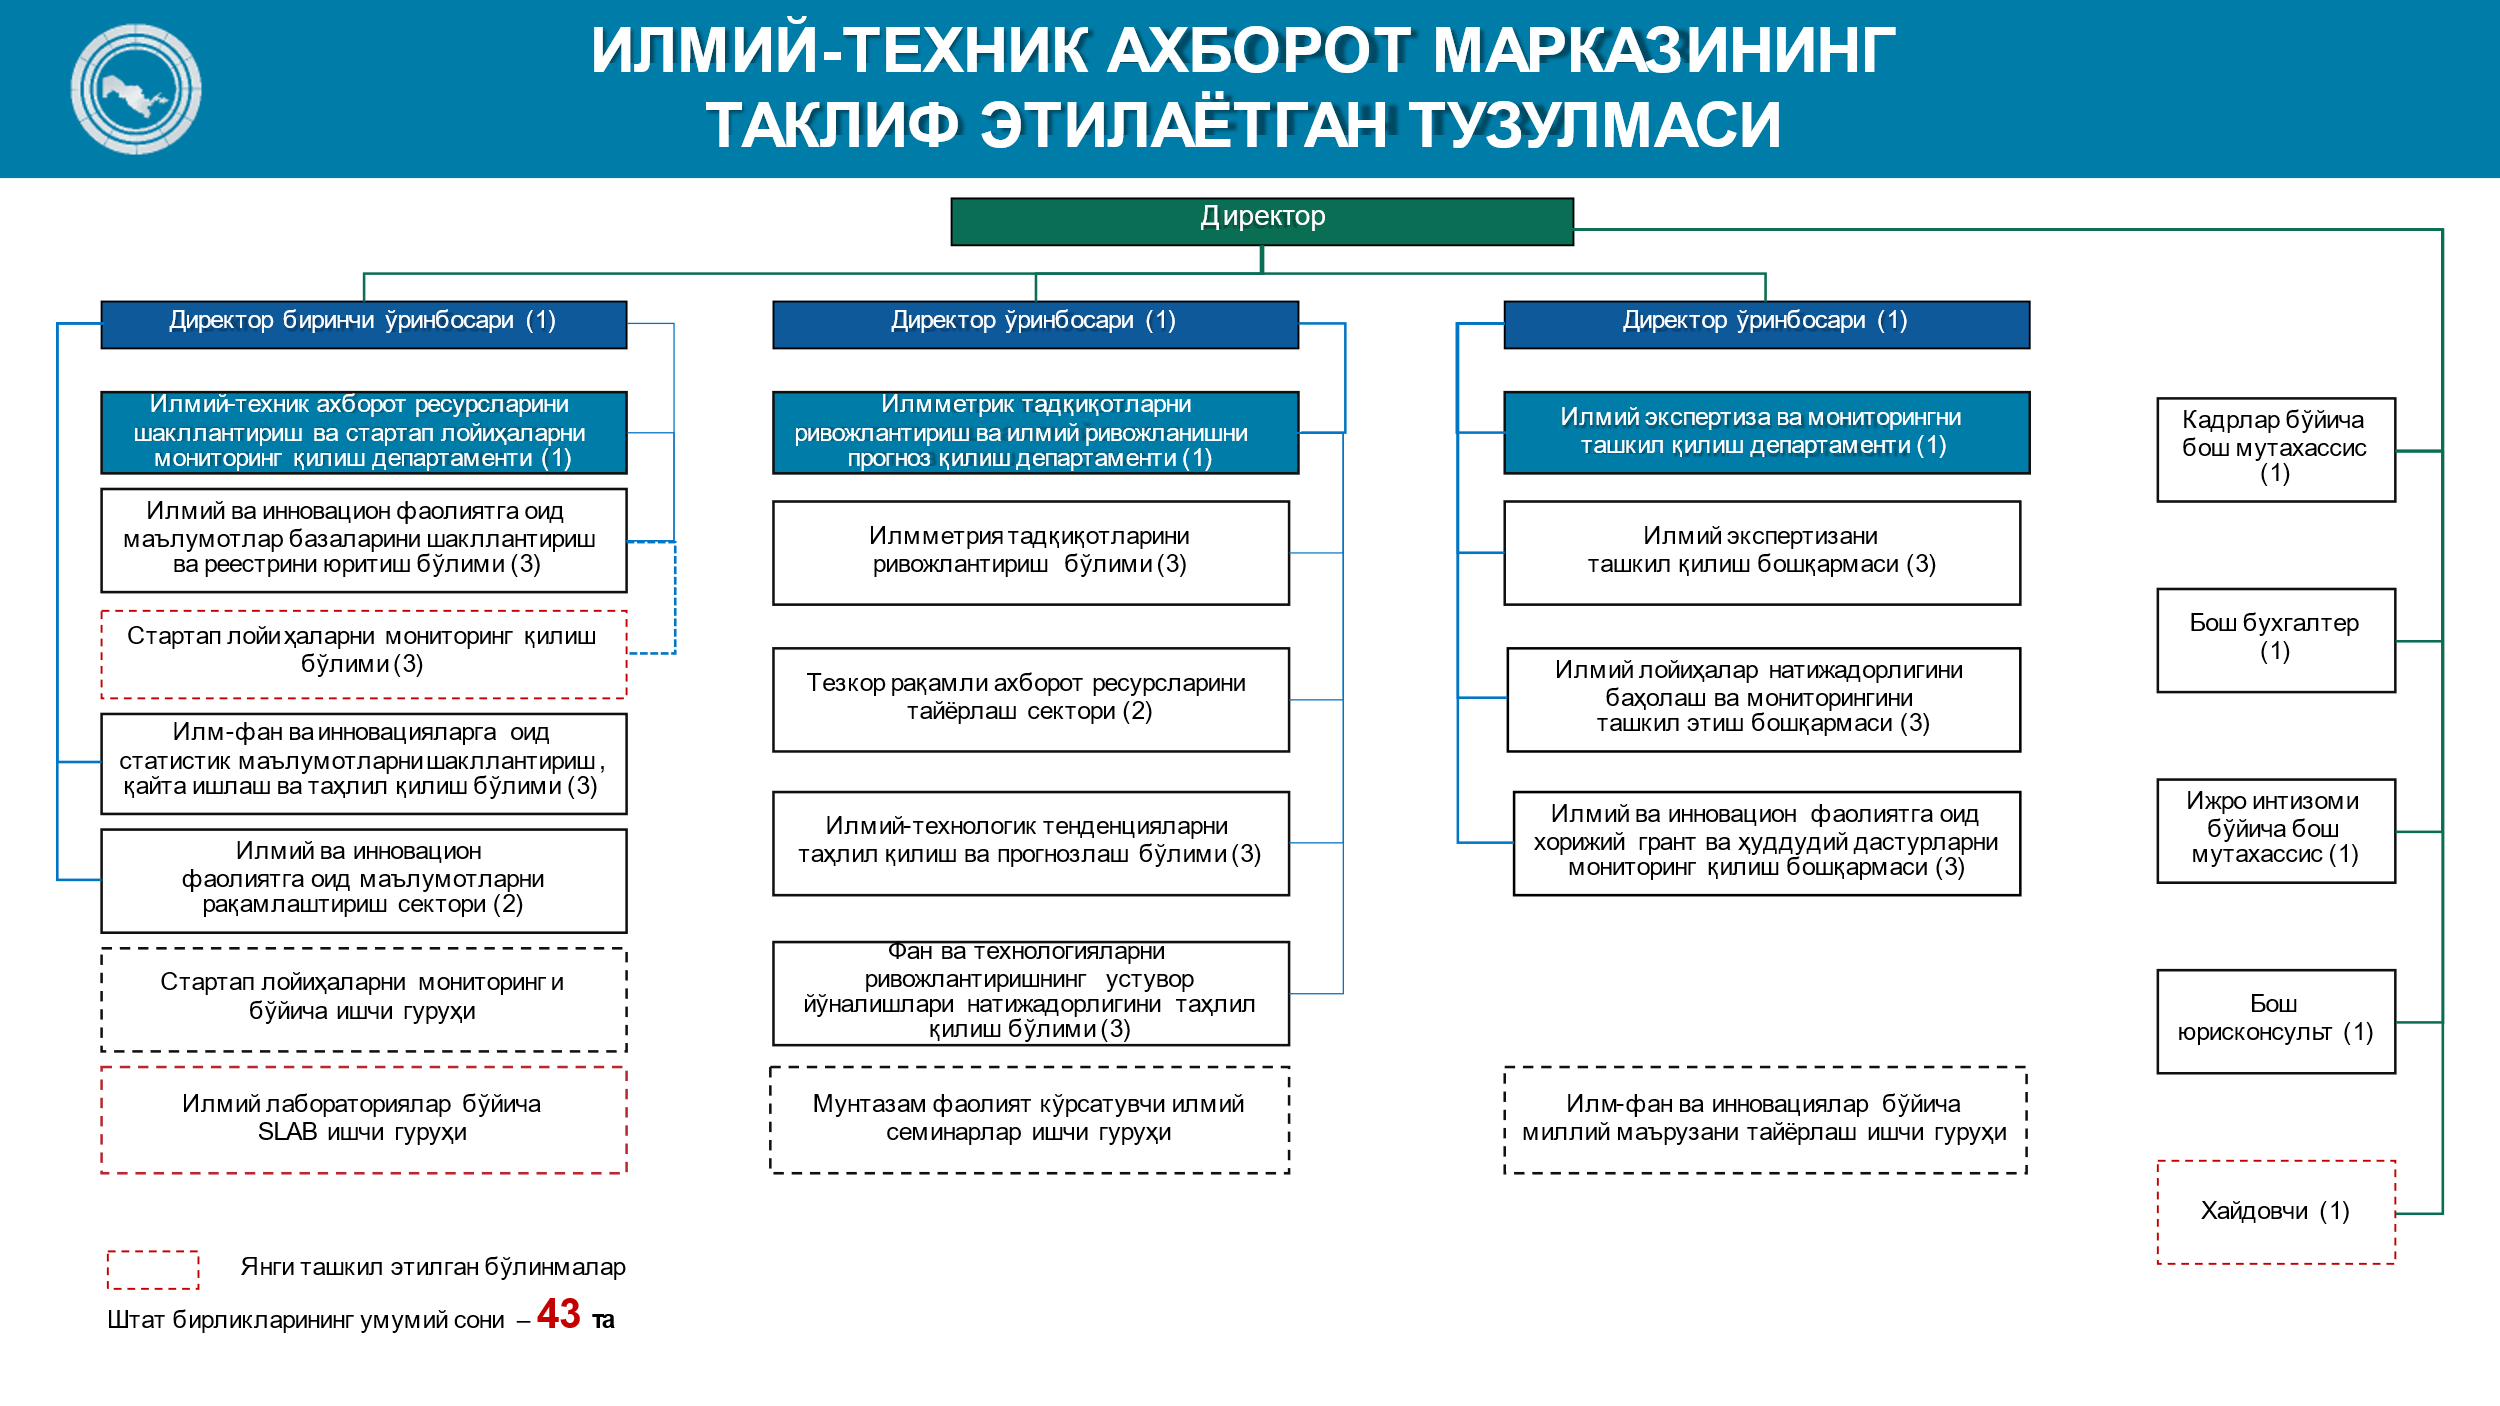 ИЛМИЙ-ТЕХНИК АХБОРОТ МАРКАЗИНИНГ
ТАКЛИФ ЭТИЛАЁТГАН ТУЗУЛМАСИ
Директор
Директор биринчи ўринбосари (1)
Илмий-техник ахборот ресурсларини
шакллантириш ва стартап лойиҳаларни
мониторинг қилиш департаменти (1)
Илмий ва инновацион фаолиятга оид
маълумотлар базаларини шакллантириш
ва реестрини юритиш бўлими (3)
Стартап лойиҳаларни мониторинг қилиш
бўлими (3)
Илм-фан ва инновацияларга оид
статистик маълумотларни шакллантириш,
қайта ишлаш ва таҳлил қилиш бўлими (3)
Илмий ва инновацион
фаолиятга оид маълумотларни
рақамлаштириш сектори (2)
Стартап лойиҳаларни мониторинги
бўйича ишчи гуруҳи
Илмий лабораториялар бўйича
SLAB ишчи гуруҳи
Директор ўринбосари (1)
Илмметрик тадқиқотларни
ривожлантириш ва илмий ривожланишни
прогноз қилиш департаменти (1)
Илмметрия тадқиқотларини
ривожлантириш бўлими (3)
Тезкор рақамли ахборот ресурсларини
тайёрлаш сектори (2)
Илмий-технологик тенденцияларни
таҳлил қилиш ва прогнозлаш бўлими (3)
Фан ва технологияларни
ривожлантиришнинг устувор
йўналишлари натижадорлигини таҳлил
қилиш бўлими (3)
Мунтазам фаолият кўрсатувчи илмий
семинарлар ишчи гуруҳи
Директор ўринбосари (1)
Илмий экспертиза ва мониторингни
ташкил қилиш департаменти (1)
Илмий экспертизани
ташкил қилиш бошқармаси (3)
Илмий лойиҳалар натижадорлигини
баҳолаш ва мониторингини
ташкил этиш бошқармаси (3)
Илмий ва инновацион фаолиятга оид
хорижий грант ва ҳуддудий дастурларни
мониторинг қилиш бошқармаси (3)
Илм-фан ва инновациялар бўйича
миллий маърузани тайёрлаш ишчи гуруҳи
Кадрлар бўйича
бош мутахассис
(1)
Бош бухгалтер
(1)
Ижро интизоми
бўйича бош
мутахассис (1)
Бош
юрисконсульт (1)
Хайдовчи (1)
Янги ташкил этилган бўлинмалар
Штат бирликларининг умумий сони – 43 та